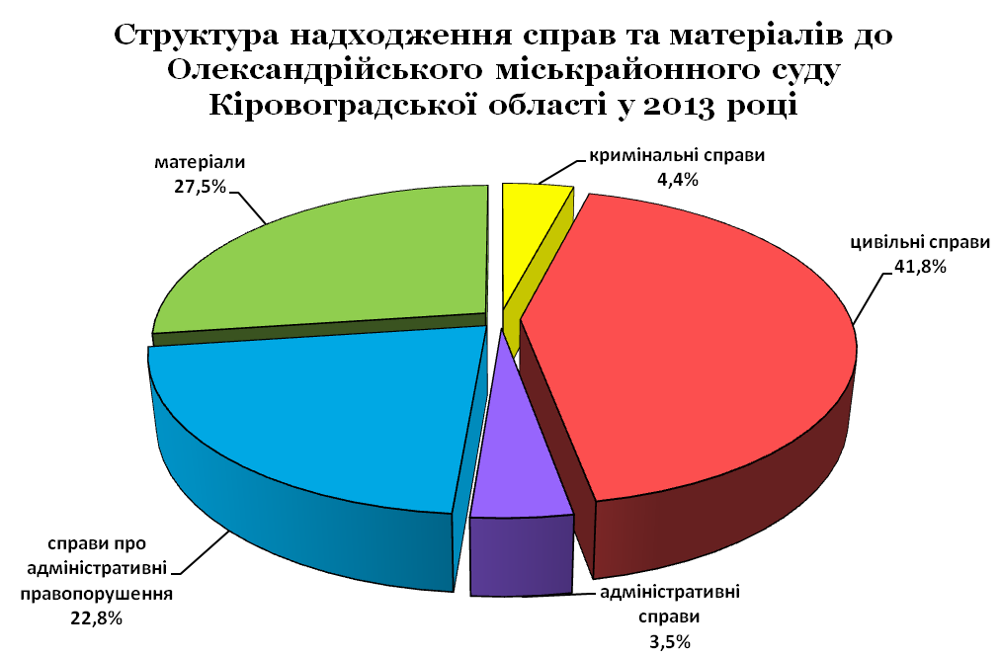 Структура надходження справ та матеріалів до
Олександрійського міськрайонного суду
Кіровоградської області у 2013 році
матеріали
27,5%
кримінальні справи
4,4%
цивільні справи
41,8%
справи про
адміністративні
правопорушення
22,8%
адміністративні
справи
3,5%